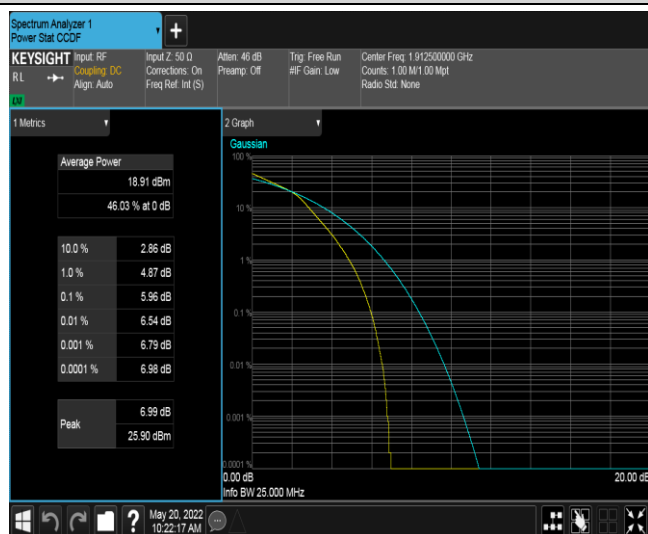 Spectrum Analyzer 1
Power Stat CCDF
+
KEYSIGHT
RL
LXI
Input: RF
Coupling: DC
Align: Auto
Input Z: 50 Ω
Corrections: On
Freq Ref: Int (S)
Atten: 46 dB
Preamp: Off
Trig: Free Run
#IF Gain: Low
Center Freq: 1.912500000 GHz
Counts: 1.00 M/1.00 Mpt
Radio Std: None
1 Metrics
Average Power
18.91 dBm
46.03 % at 0 dB
10.0 % 2.86 dB
1.0 % 4.87 dB
0.1 % 5.96 dB
0.01 % 6.54 dB
0.001 % 6.79 dB
0.0001 % 6.98 dB
Peak
6.99 dB
25.90 dBm
2 Graph
Gaussian
100 %
10 %
1 %
0.1 %
0.01 %
0.001 %
0.0001 %
0.00 dB 20.00 dB
Info BW 25.000 MHz
?
May 20, 2022
10:22:17 AM